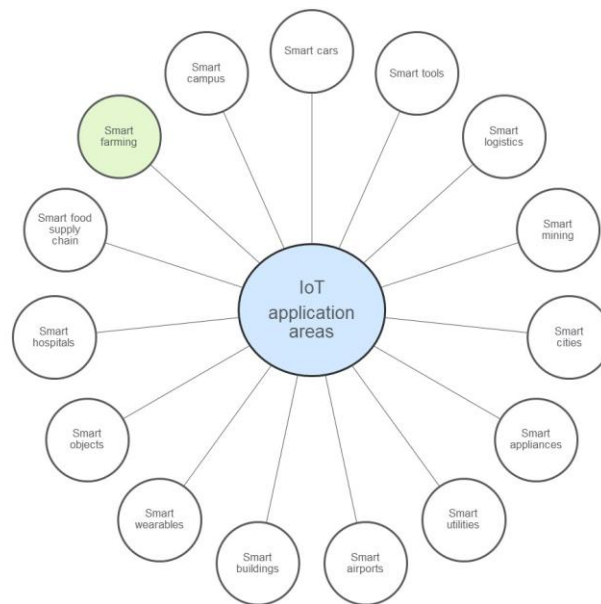 Smart cars
Smart tools
Smart
logistics
Smart
mining
Smart
cities
Smart
appliances
Smart
utilities
Smart
airports
Smart
buildings
Smart
wearables
Smart
objects
Smart
hospitals
Smart food
supply
chain
Smart
farming
Smart
campus
IoT
application
areas